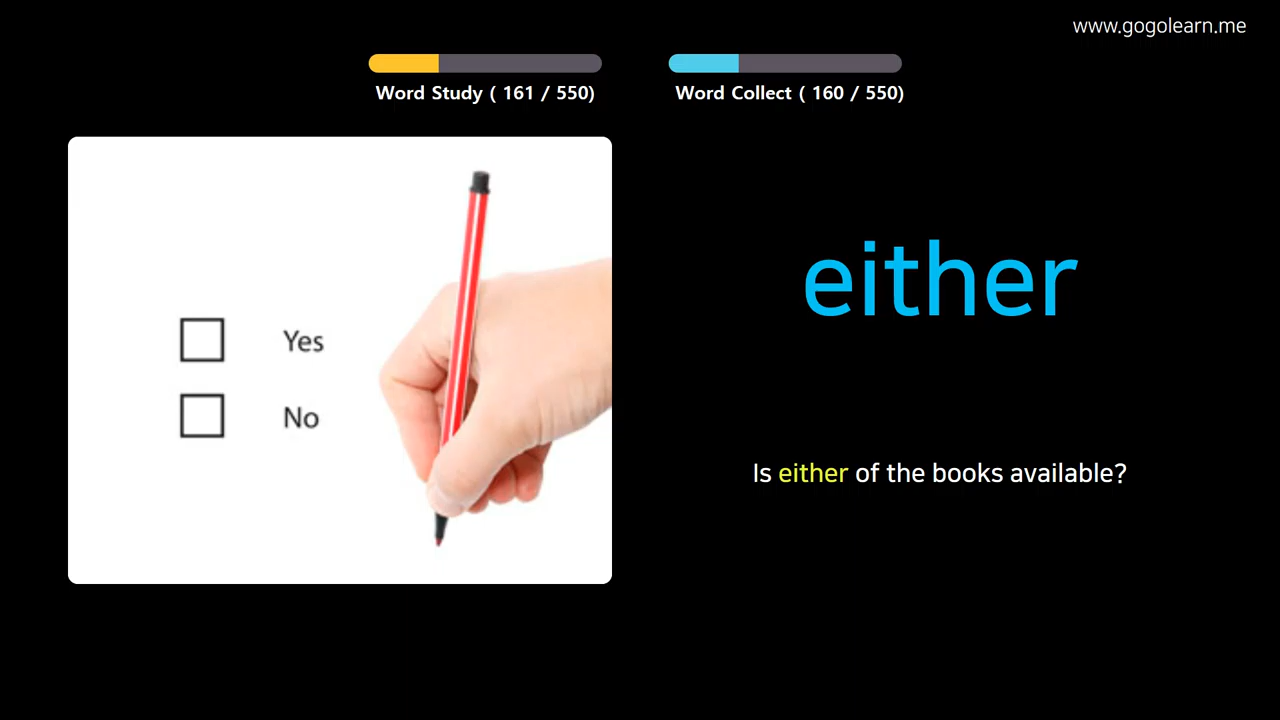 www.gogolearn.me
Word Study ( 161 / 550)
Word Collect ( 160 / 550)
Yes
No
either
Is either of the books available?